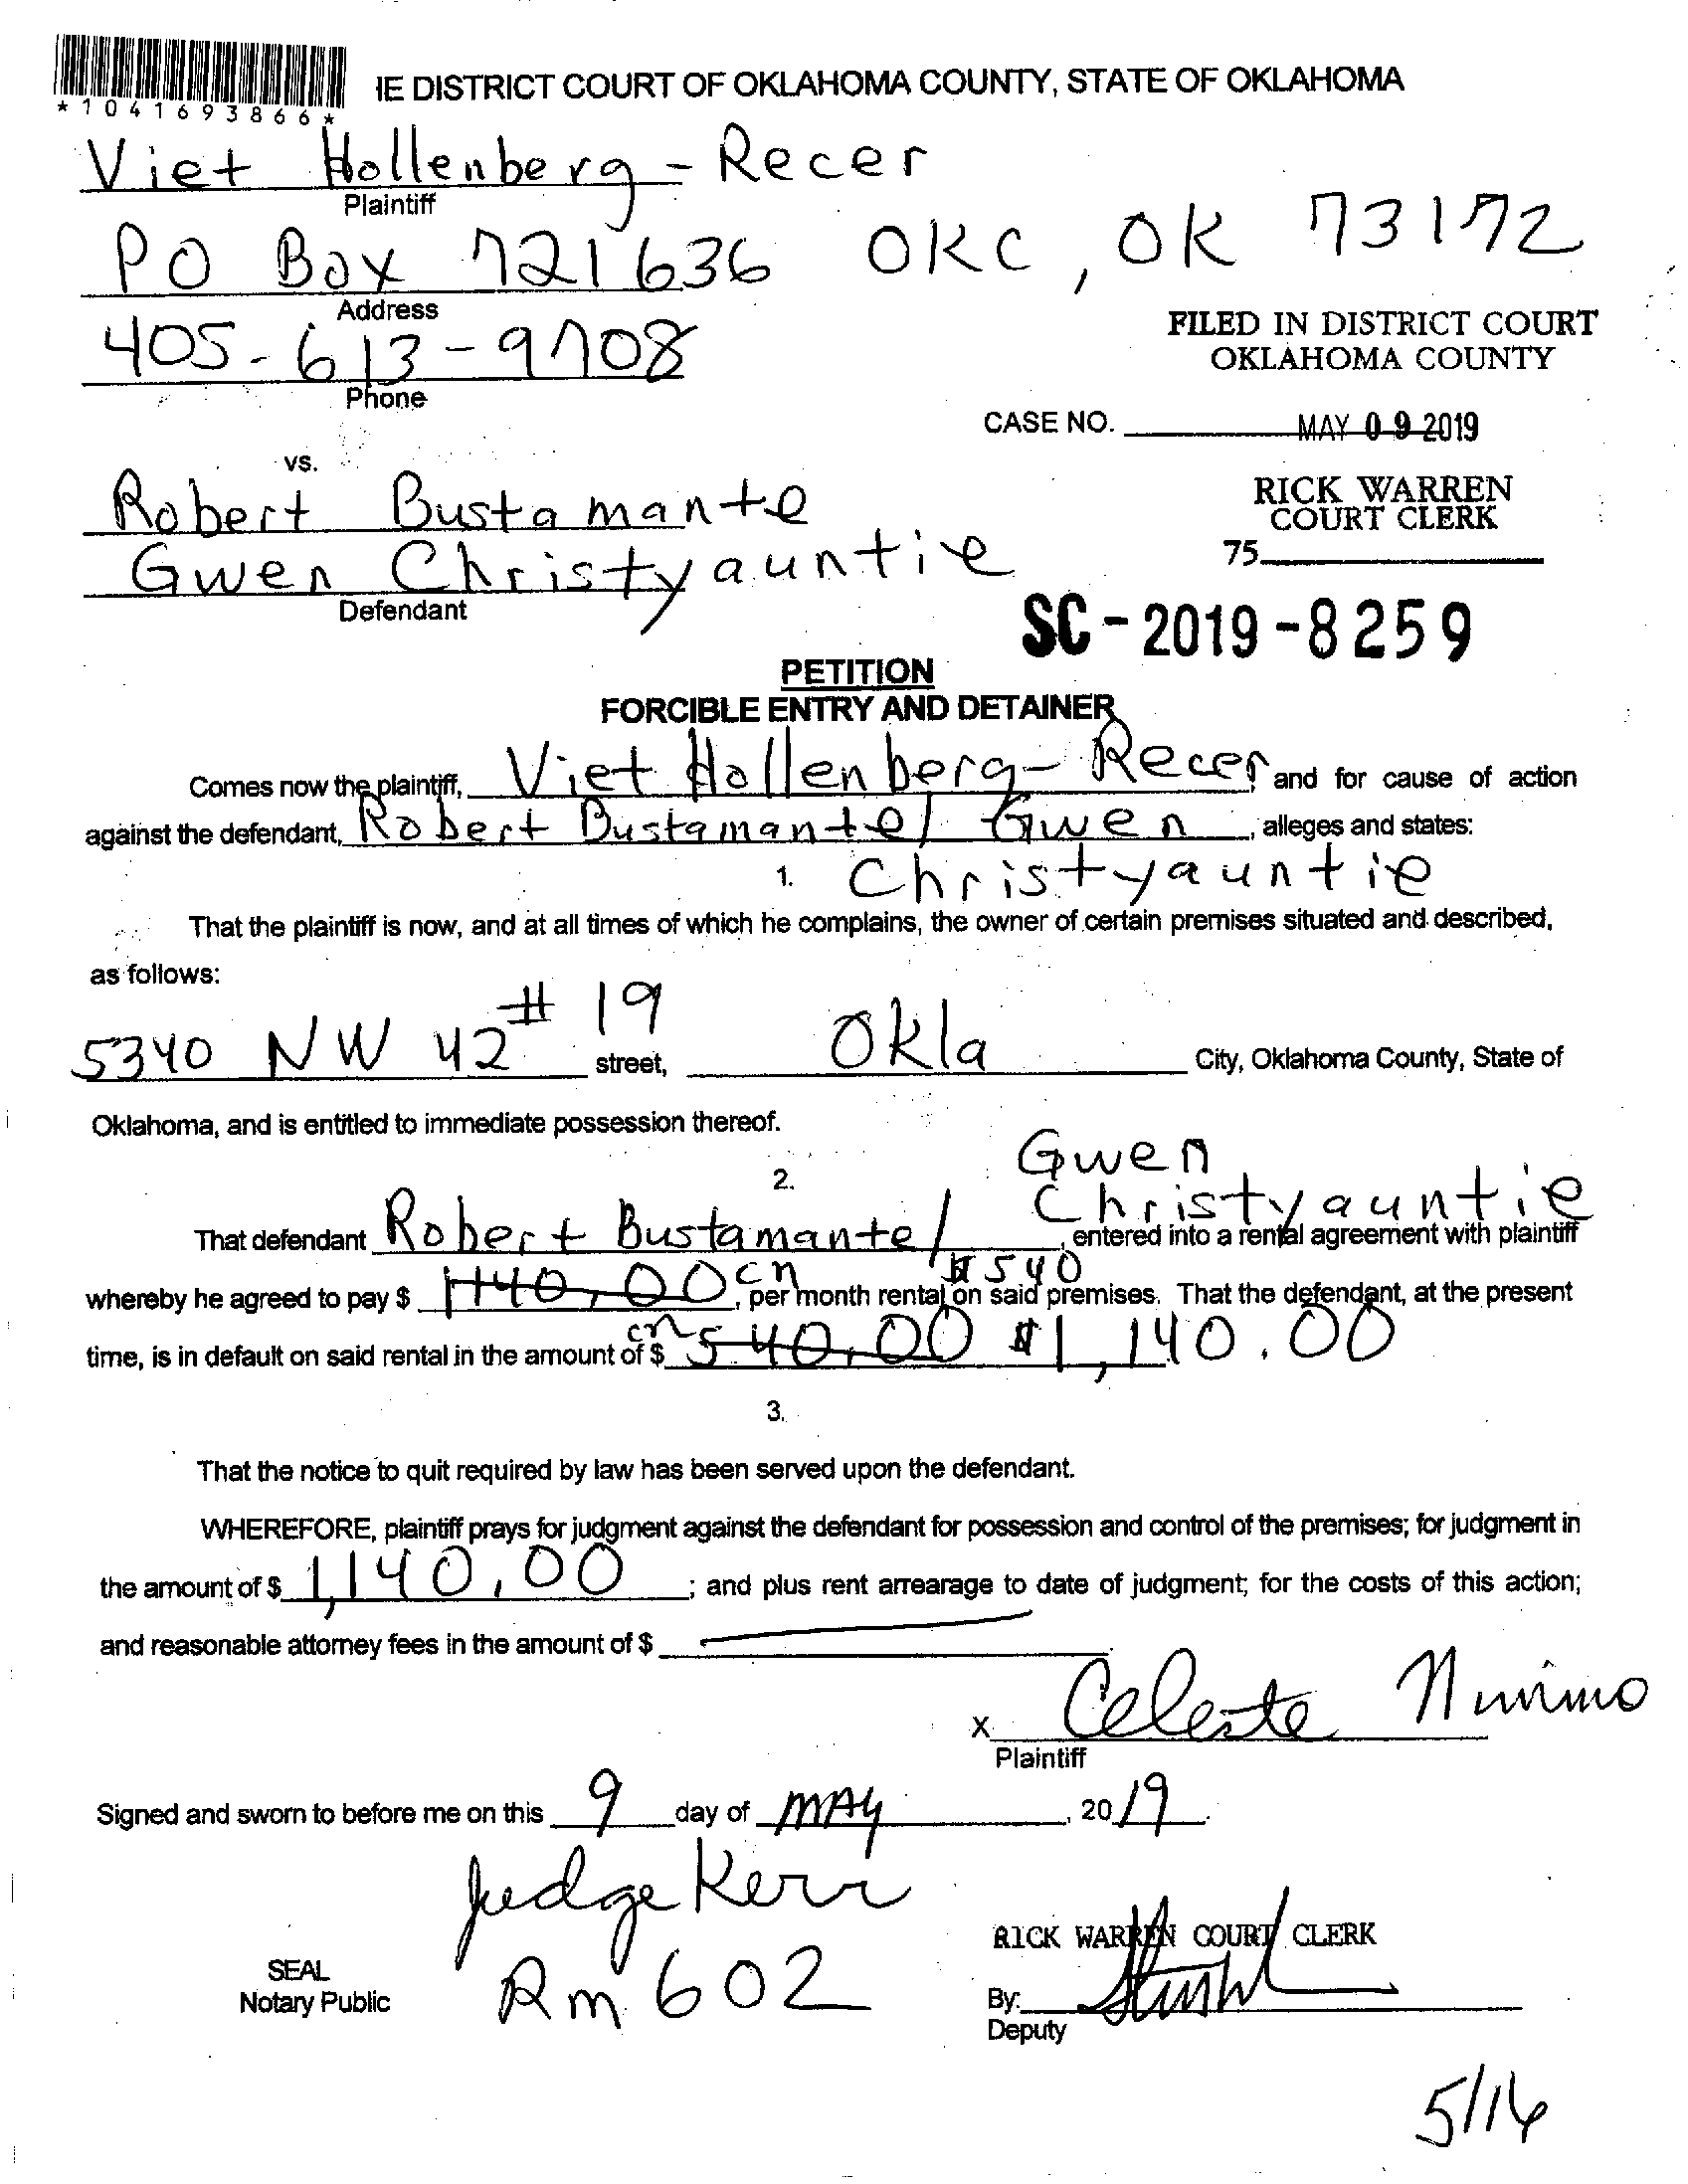 *1041693866*
IE DISTRICT COURT OF OKLAHOMA COUNTY, STATE OF OKLAHOMA
Viet Hollenberg-Recer
Plaintiff
PO Box 721636 OKC, OK 73172
Address
405-613-9708
Phone
FILED IN DISTRICT COURT
OKLAHOMA COUNTY
CASE NO. MAY 09 2019
vs.
Robert Bustamante
RICK WARREN
COURT CLERK
75
Gwen Christyauntie
Defendant
SC-2019-8259
PETITION
FORCIBLE ENTRY AND DETAINER
Comes now the plaintiff, Viet Hollenberg-Recer, and for cause of action
against the defendant, Robert Bustamante/ Gwen, alleges and states:
1. Christyauntie
That the plaintiff is now, and at all times of which he complains, the owner of certain premises situated and described,
as follows:
5340 NW 42 # 19 street, Okla City, Oklahoma County, State of
Oklahoma, and is entitled to immediate possession thereof.
2. Gwen
Christyauntie
That defendant Robert Bustamante/, entered into a rental agreement with plaintiff
whereby he agreed to pay $ 1140.00 cn $540, per month rental on said premises. That the defendant, at the present
time, is in default on said rental in the amount of $ cn 540.00 $1,140.00
3.
That the notice to quit required by law has been served upon the defendant.
WHEREFORE, plaintiff prays for judgment against the defendant for possession and control of the premises; for judgment in
the amount of $ 1,140.00; and plus rent arrearage to date of judgment; for the costs of this action;
and reasonable attorney fees in the amount of $
x Celeste
Plaintiff
Signed and sworn to before me on this 9 day of MAY, 2019.
Judge Kerr
RICK WARREN COURT CLERK
SEAL
Notary Public
Rm 602
By:
Deputy
5/16